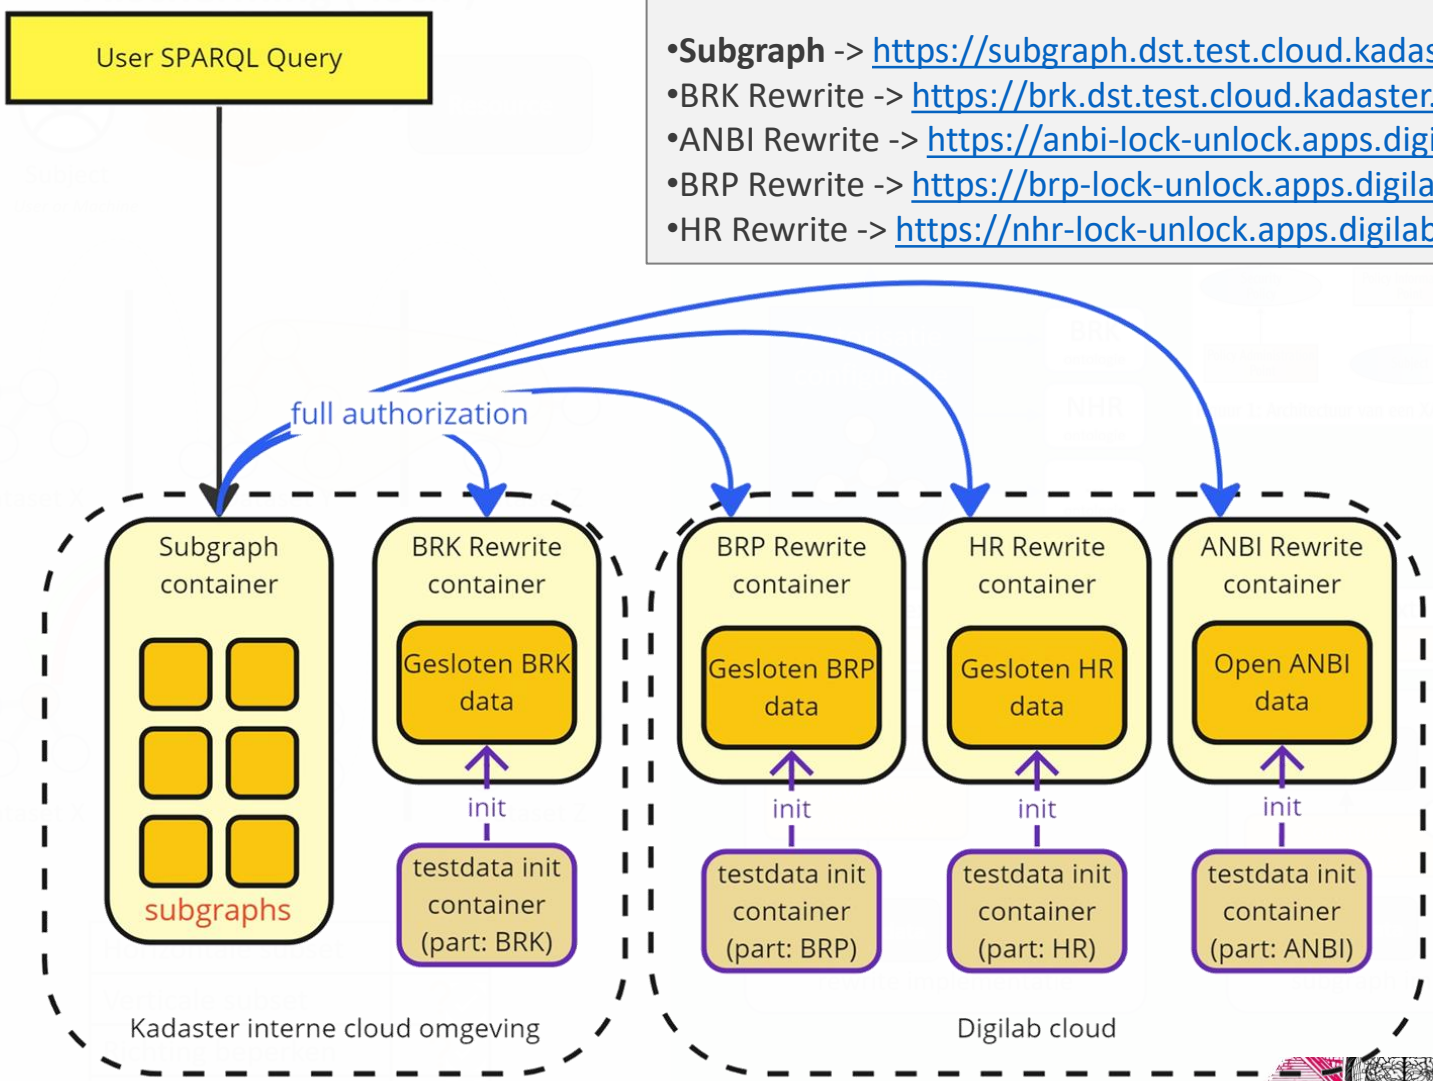 User SPARQL Query
•Subgraph -> https://subgraph.dst.test.cloud.kadas
•BRK Rewrite -> https://brk.dst.test.cloud.kadaster.
•ANBI Rewrite -> https://anbi-lock-unlock.apps.digi
•BRP Rewrite -> https://brp-lock-unlock.apps.digila
•HR Rewrite -> https://nhr-lock-unlock.apps.digilab
full authorization
Subgraph
container
subgraphs
BRK Rewrite
container
Gesloten BRK
data
init
testdata init
container
(part: BRK)
Kadaster interne cloud omgeving
BRP Rewrite
container
Gesloten BRP
data
init
testdata init
container
(part: BRP)
HR Rewrite
container
Gesloten HR
data
init
testdata init
container
(part: HR)
ANBI Rewrite
container
Open ANBI
data
init
testdata init
container
(part: ANBI)
Digilab cloud